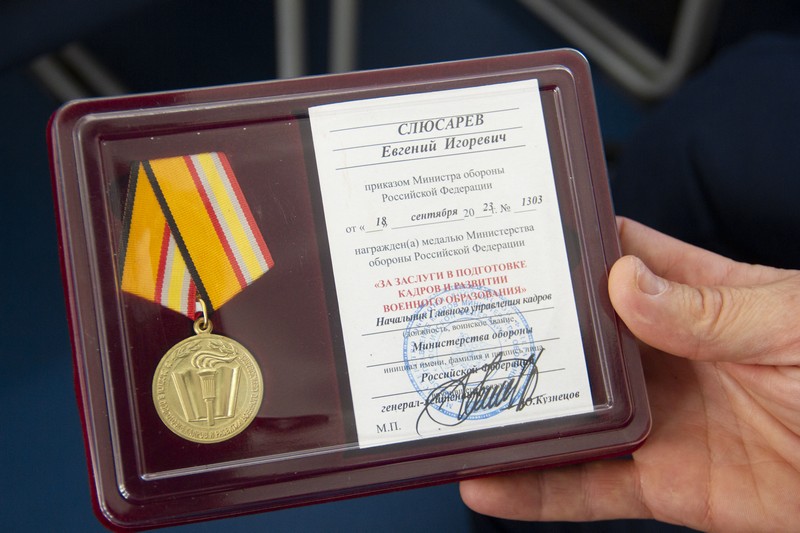 СЛЮСАРЕВ
Евгений Игоревич
приказом Министра обороны
Российской Федерации
от « 18 сентября 20 23 г. № 1303
награжден(а) медалью Министерства
обороны Российской Федерации
«ЗА ЗАСЛУГИ В ПОДГОТОВКЕ
КАДРОВ И РАЗВИТИИ
ВОЕННОГО ОБРАЗОВАНИЯ»
Начальник Главного управления кадров
должность, воинское звание,
Министерства обороны
инициал имени, фамилия и подпись лица,
Российской Федерации
генерал-
Ю.Кузнецов
М.П.